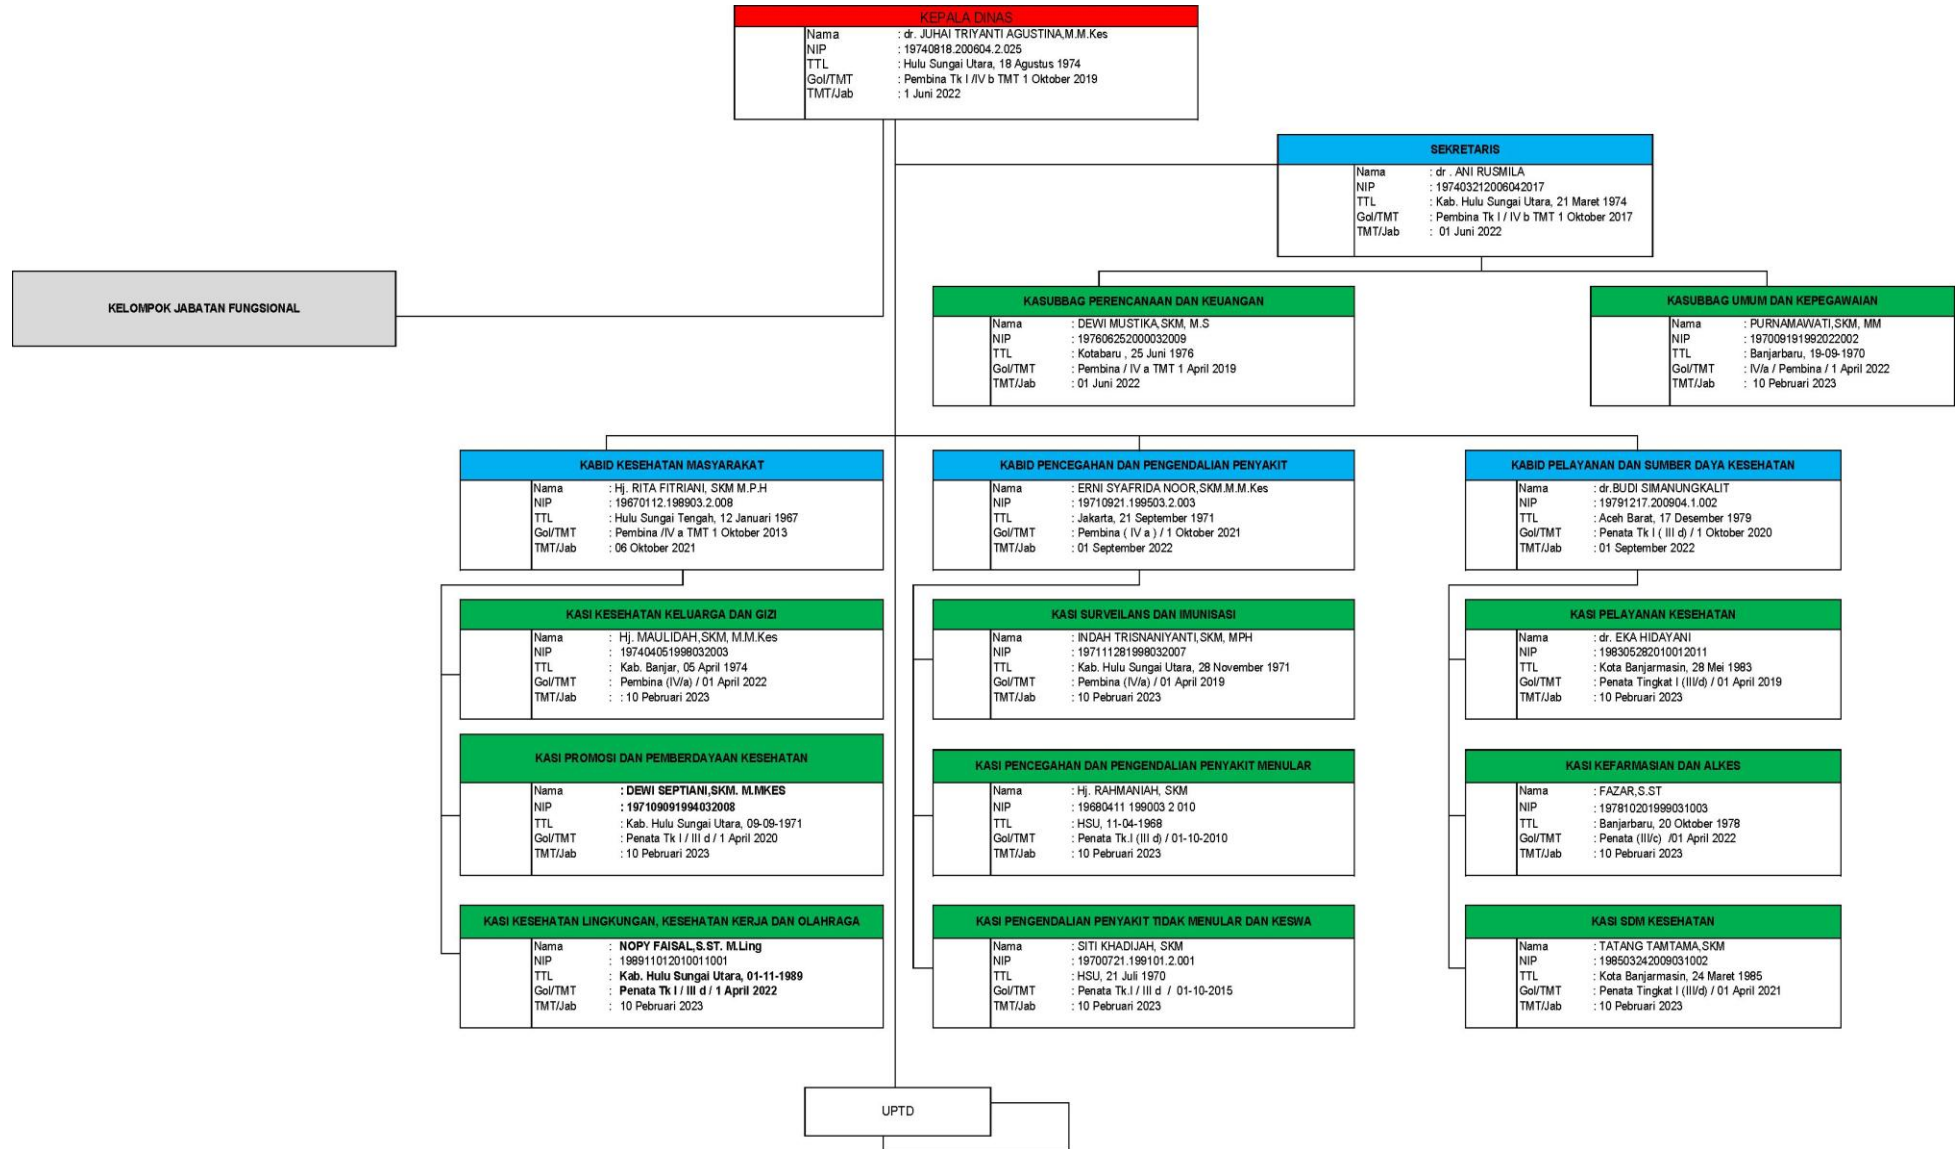 KEPALA DINAS
Nama : dr. JUHAI TRIYANTI AGUSTINA,M.M.Kes
NIP : 19740818.200604.2.025
TTL : Hulu Sungai Utara, 18 Agustus 1974
Gol/TMT : Pembina Tk I /IV b TMT 1 Oktober 2019
TMT/Jab : 1 Juni 2022
SEKRETARIS
Nama : dr . ANI RUSMILA
NIP : 197403212006042017
TTL : Kab. Hulu Sungai Utara, 21 Maret 1974
Gol/TMT : Pembina Tk I / IV b TMT 1 Oktober 2017
TMT/Jab : 01 Juni 2022
KELOMPOK JABATAN FUNGSIONAL
KASUBBAG PERENCANAAN DAN KEUANGAN
Nama : DEWI MUSTIKA,SKM, M.S
NIP : 197606252000032009
TTL : Kotabaru , 25 Juni 1976
Gol/TMT : Pembina / IV a TMT 1 April 2019
TMT/Jab : 01 Juni 2022
KASUBBAG UMUM DAN KEPEGAWAIAN
Nama : PURNAMAWATI,SKM, MM
NIP : 197009191992022002
TTL : Banjarbaru, 19-09-1970
Gol/TMT : IV/a / Pembina / 1 April 2022
TMT/Jab : 10 Pebruari 2023
KABID KESEHATAN MASYARAKAT
Nama : Hj. RITA FITRIANI, SKM M.P.H
NIP : 19670112.198903.2.008
TTL : Hulu Sungai Tengah, 12 Januari 1967
Gol/TMT : Pembina /IV a TMT 1 Oktober 2013
TMT/Jab : 06 Oktober 2021
KABID PENCEGAHAN DAN PENGENDALIAN PENYAKIT
Nama : ERNI SYAFRIDA NOOR,SKM.M.M.Kes
NIP : 19710921.199503.2.003
TTL : Jakarta, 21 September 1971
Gol/TMT : Pembina ( IV a ) / 1 Oktober 2021
TMT/Jab : 01 September 2022
KABID PELAYANAN DAN SUMBER DAYA KESEHATAN
Nama : dr.BUDI SIMANUNGKALIT
NIP : 19791217.200904.1.002
TTL : Aceh Barat, 17 Desember 1979
Gol/TMT : Penata Tk I ( III d) / 1 Oktober 2020
TMT/Jab : 01 September 2022
KASI KESEHATAN KELUARGA DAN GIZI
Nama : Hj. MAULIDAH,SKM, M.M.Kes
NIP : 197404051998032003
TTL : Kab. Banjar, 05 April 1974
Gol/TMT : Pembina (IV/a) / 01 April 2022
TMT/Jab : : 10 Pebruari 2023
KASI SURVEILANS DAN IMUNISASI
Nama : INDAH TRISNANIYANTI,SKM, MPH
NIP : 197111281998032007
TTL : Kab. Hulu Sungai Utara, 28 November 1971
Gol/TMT : Pembina (IV/a) / 01 April 2019
TMT/Jab : 10 Pebruari 2023
KASI PELAYANAN KESEHATAN
Nama : dr. EKA HIDAYANI
NIP : 198305282010012011
TTL : Kota Banjarmasin, 28 Mei 1983
Gol/TMT : Penata Tingkat I (III/d) / 01 April 2019
TMT/Jab : 10 Pebruari 2023
KASI PROMOSI DAN PEMBERDAYAAN KESEHATAN
Nama : DEWI SEPTIANI,SKM. M.MKES
NIP : 197109091994032008
TTL : Kab. Hulu Sungai Utara, 09-09-1971
Gol/TMT : Penata Tk I / III d / 1 April 2020
TMT/Jab : 10 Pebruari 2023
KASI PENCEGAHAN DAN PENGENDALIAN PENYAKIT MENULAR
Nama : Hj. RAHMANIAH, SKM
NIP : 19680411 199003 2 010
TTL : HSU, 11-04-1968
Gol/TMT : Penata Tk.I (III d) / 01-10-2010
TMT/Jab : 10 Pebruari 2023
KASI KEFARMASIAN DAN ALKES
Nama : FAZAR,S.ST
NIP : 197810201999031003
TTL : Banjarbaru, 20 Oktober 1978
Gol/TMT : Penata (III/c) /01 April 2022
TMT/Jab : 10 Pebruari 2023
KASI KESEHATAN LINGKUNGAN, KESEHATAN KERJA DAN OLAHRAGA
Nama : NOPY FAISAL,S.ST. M.Ling
NIP : 198911012010011001
TTL : Kab. Hulu Sungai Utara, 01-11-1989
Gol/TMT : Penata Tk I / III d / 1 April 2022
TMT/Jab : 10 Pebruari 2023
KASI PENGENDALIAN PENYAKIT TIDAK MENULAR DAN KESWA
Nama : SITI KHADIJAH, SKM
NIP : 19700721.199101.2.001
TTL : HSU, 21 Juli 1970
Gol/TMT : Penata Tk.I / III d / 01-10-2015
TMT/Jab : 10 Pebruari 2023
KASI SDM KESEHATAN
Nama : TATANG TAMTAMA,SKM
NIP : 198503242009031002
TTL : Kota Banjarmasin, 24 Maret 1985
Gol/TMT : Penata Tingkat I (III/d) / 01 April 2021
TMT/Jab : 10 Pebruari 2023
UPTD